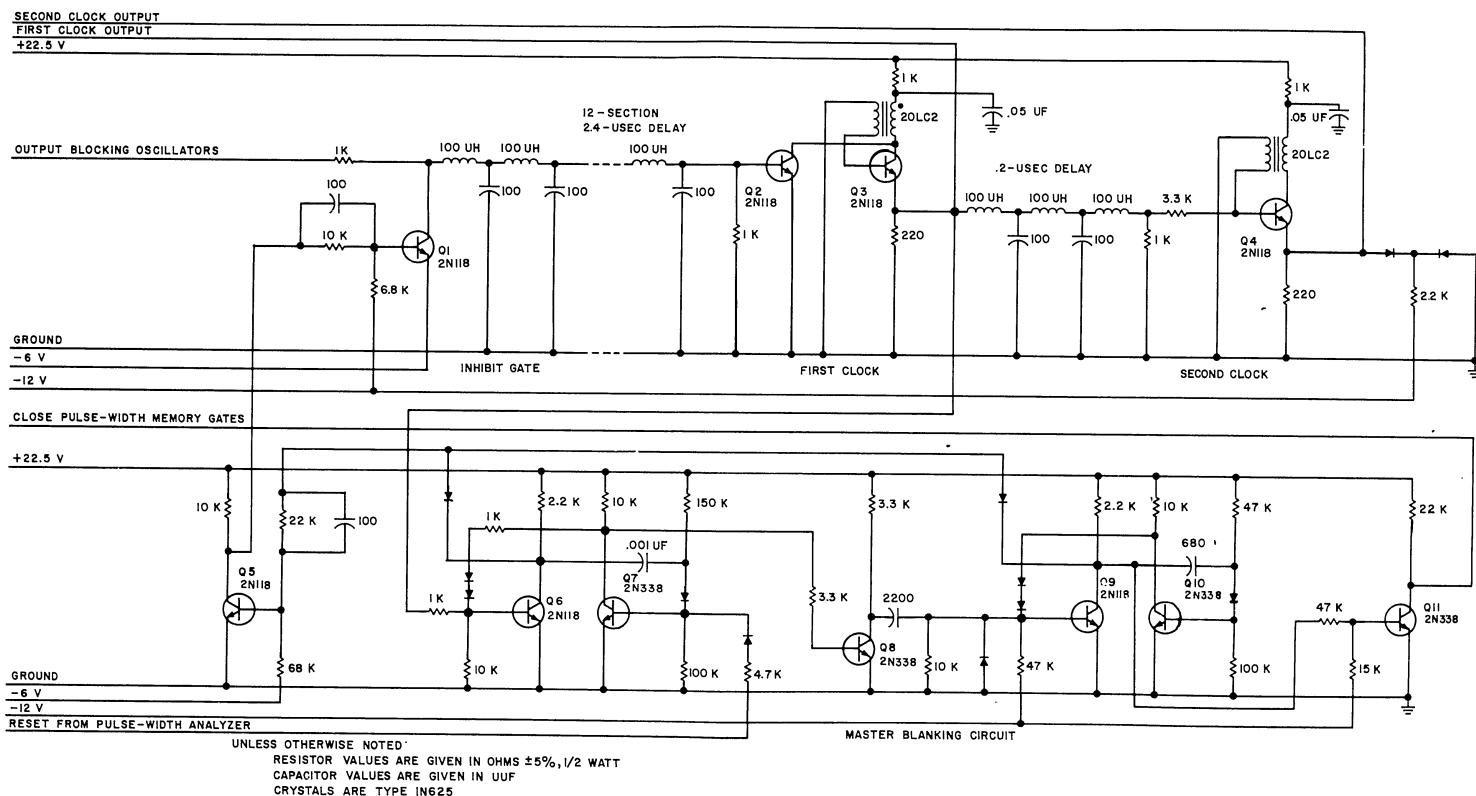 SECOND CLOCK OUTPUT
FIRST CLOCK OUTPUT
+22.5 V
1 K
20LC2
.05 UF
1 K
.05 UF
20LC2
12-SECTION
2.4-USEC DELAY
OUTPUT BLOCKING OSCILLATORS
1K
100 UH
100 UH
100 UH
100
100
100
100
10 K
Q1
2N118
6.8 K
Q2
2N118
1 K
Q3
2N118
220
.2-USEC DELAY
100 UH
100 UH
100 UH
3.3 K
100
100
1 K
Q4
2N118
220
2.2 K
GROUND
-6 V
-12 V
INHIBIT GATE
FIRST CLOCK
SECOND CLOCK
CLOSE PULSE-WIDTH MEMORY GATES
+22.5 V
10 K
22 K
100
Q5
2N118
68 K
1 K
1 K
2.2 K
10 K
150 K
.001 UF
Q6
2N118
Q7
2N338
10 K
100 K
4.7 K
3.3 K
3.3 K
2200
Q8
2N338
10 K
47 K
2.2 K
10 K
47 K
680
Q9
2N118
Q10
2N338
100 K
47 K
15 K
22 K
Q11
2N338
GROUND
-6 V
-12 V
RESET FROM PULSE-WIDTH ANALYZER
MASTER BLANKING CIRCUIT
UNLESS OTHERWISE NOTED
RESISTOR VALUES ARE GIVEN IN OHMS ±5%, 1/2 WATT
CAPACITOR VALUES ARE GIVEN IN UUF
CRYSTALS ARE TYPE IN625